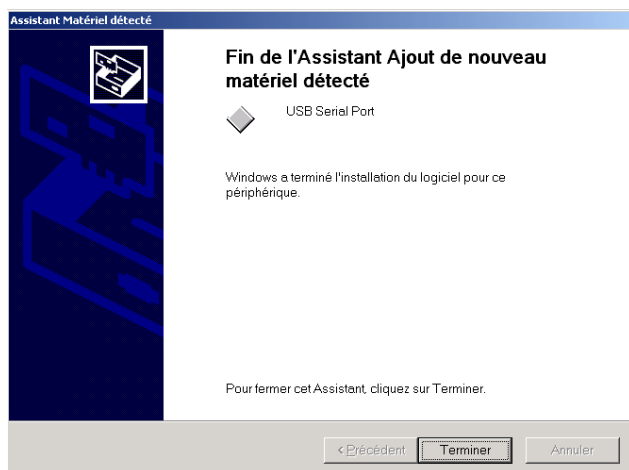 Assistant Matériel détecté
Fin de l'Assistant Ajout de nouveau
matériel détecté
USB Serial Port
Windows a terminé l'installation du logiciel pour ce
périphérique.
Pour fermer cet Assistant, cliquez sur Terminer.
< Précédent Terminer Annuler